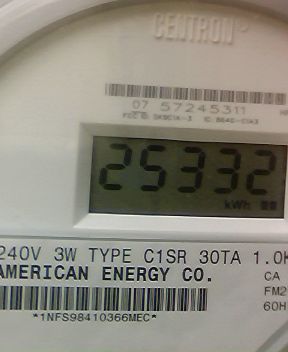 CENTRON
07 57245311
25332
kWh
240V 3W TYPE C1SR 30TA 1.0K
AMERICAN ENERGY CO.
CA
FM2
60H
*1NFS98410366MEC*